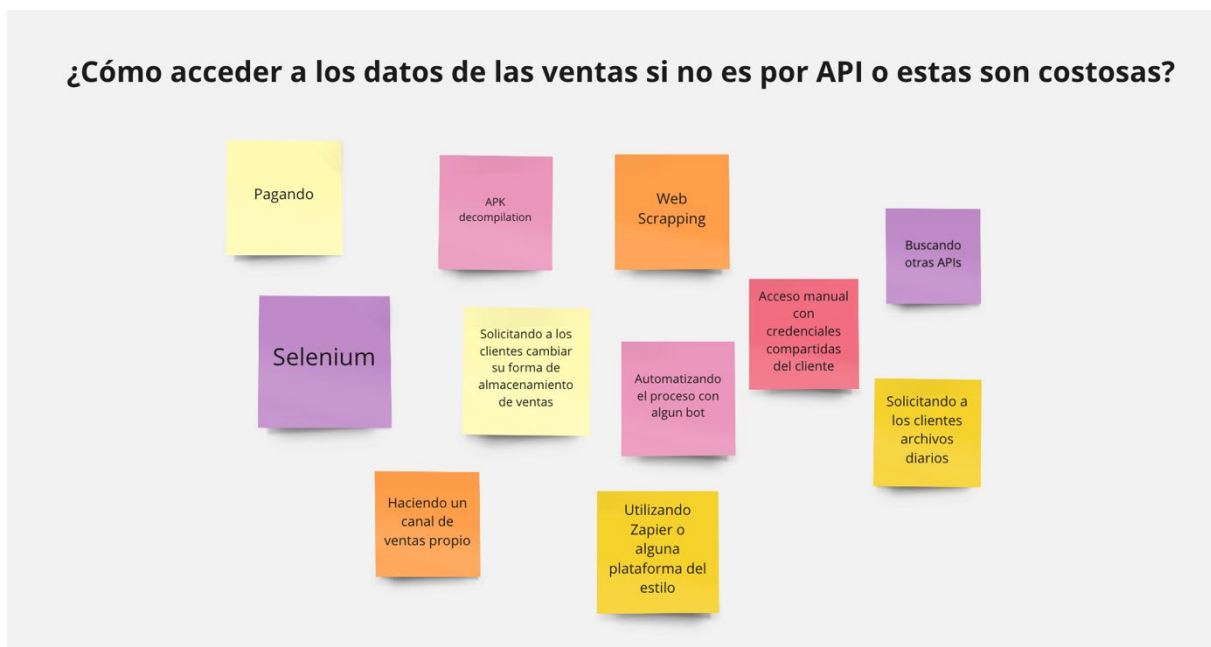 ¿Cómo acceder a los datos de las ventas si no es por API o estas son costosas?
Pagando
APK
decompilation
Web
Scrapping
Buscando
otras APIs
Selenium
Solicitando a los
clientes cambiar
su forma de
almacenamiento
de ventas
Automatizando
el proceso con
algun bot
Acceso manual
con
credenciales
compartidas
del cliente
Solicitando a
los clientes
archivos
diarios
Haciendo un
canal de
ventas propio
Utilizando
Zapier o
alguna
plataforma del
estilo